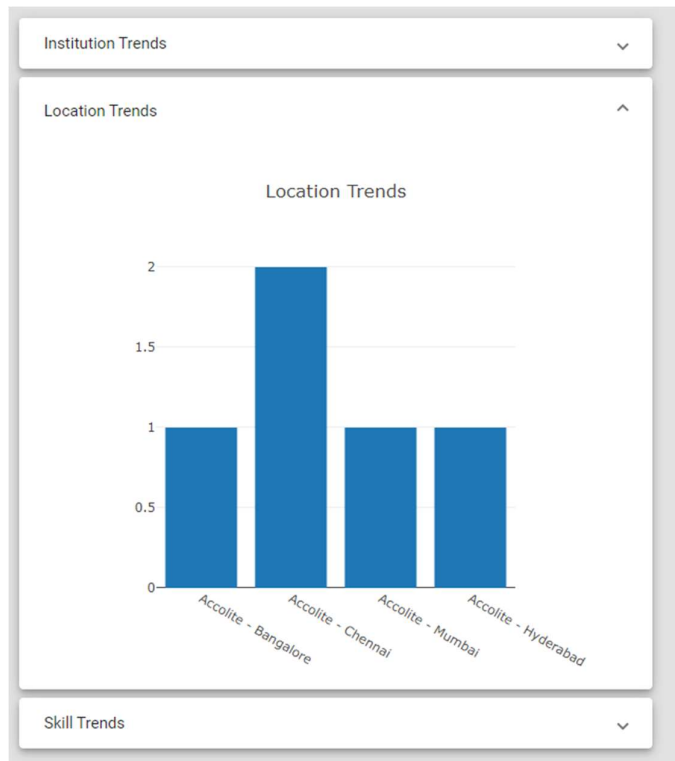 Institution Trends
Location Trends
Location Trends
2
1.5
1
0.5
0
Accolite - Bangalore
Accolite - Chennai
Accolite - Mumbai
Accolite - Hyderabad
Skill Trends